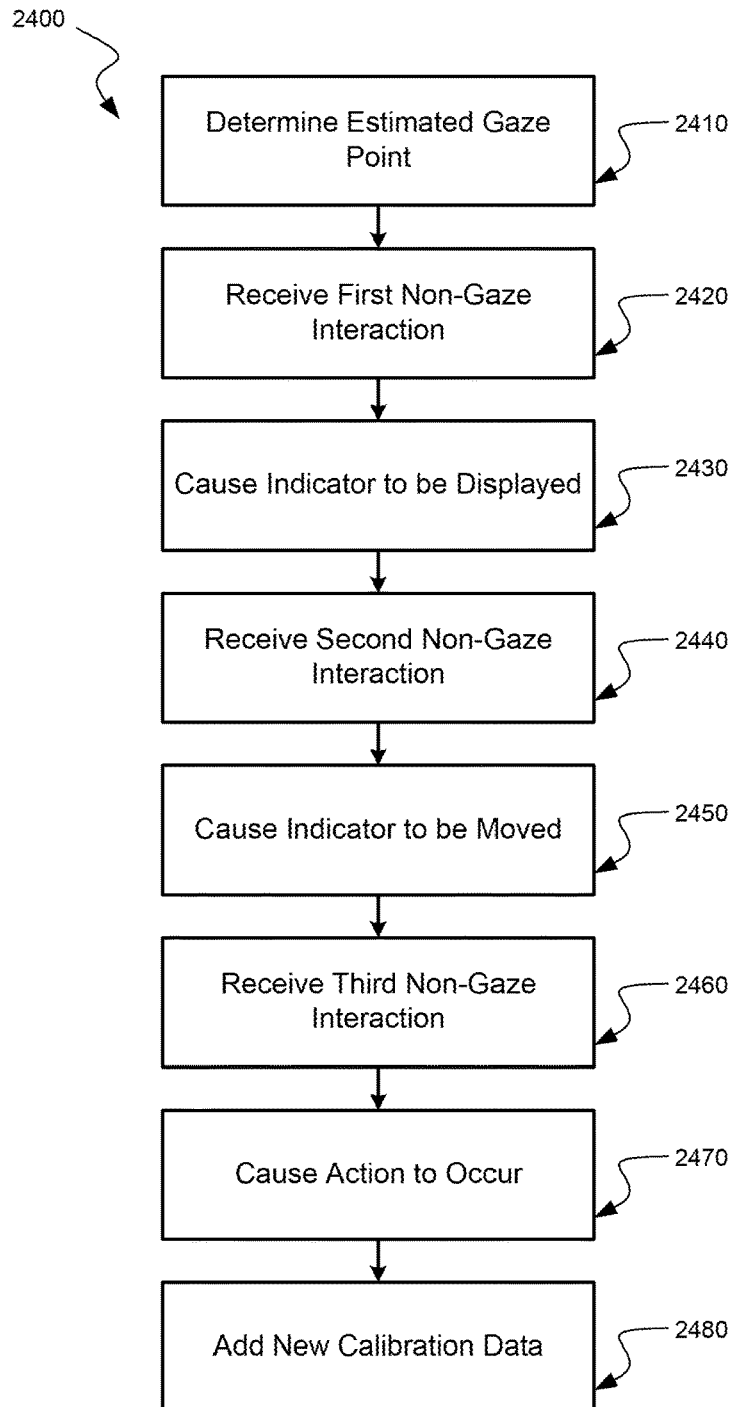 2400
Determine Estimated Gaze
Point
2410
Receive First Non-Gaze
Interaction
2420
Cause Indicator to be Displayed
2430
Receive Second Non-Gaze
Interaction
2440
Cause Indicator to be Moved
2450
Receive Third Non-Gaze
Interaction
2460
Cause Action to Occur
2470
Add New Calibration Data
2480